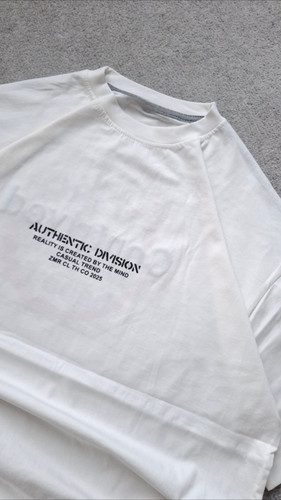 AUTHENTIC DIVISION
REALITY IS CREATED BY THE MIND
CASUAL TREND
ZMR CL TH CO 2025